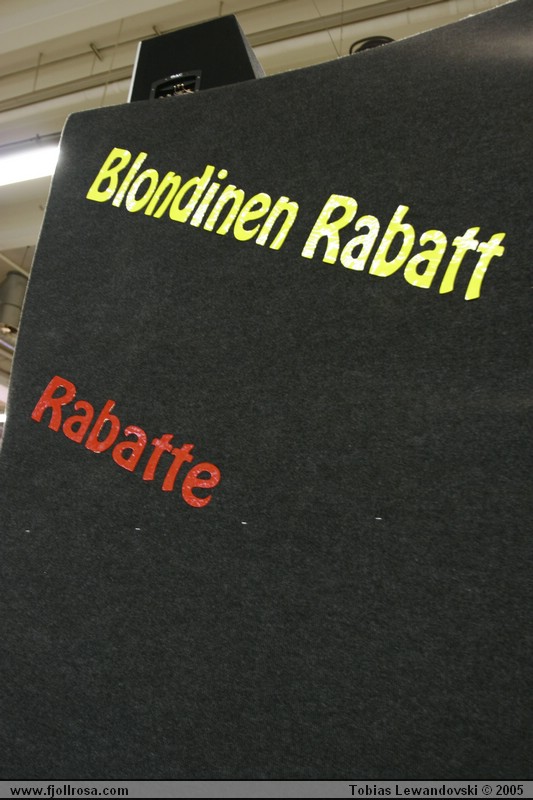 Blondinen Rabatt
Rabatte
www.fjollrosa.com
Tobias Lewandovski © 2005